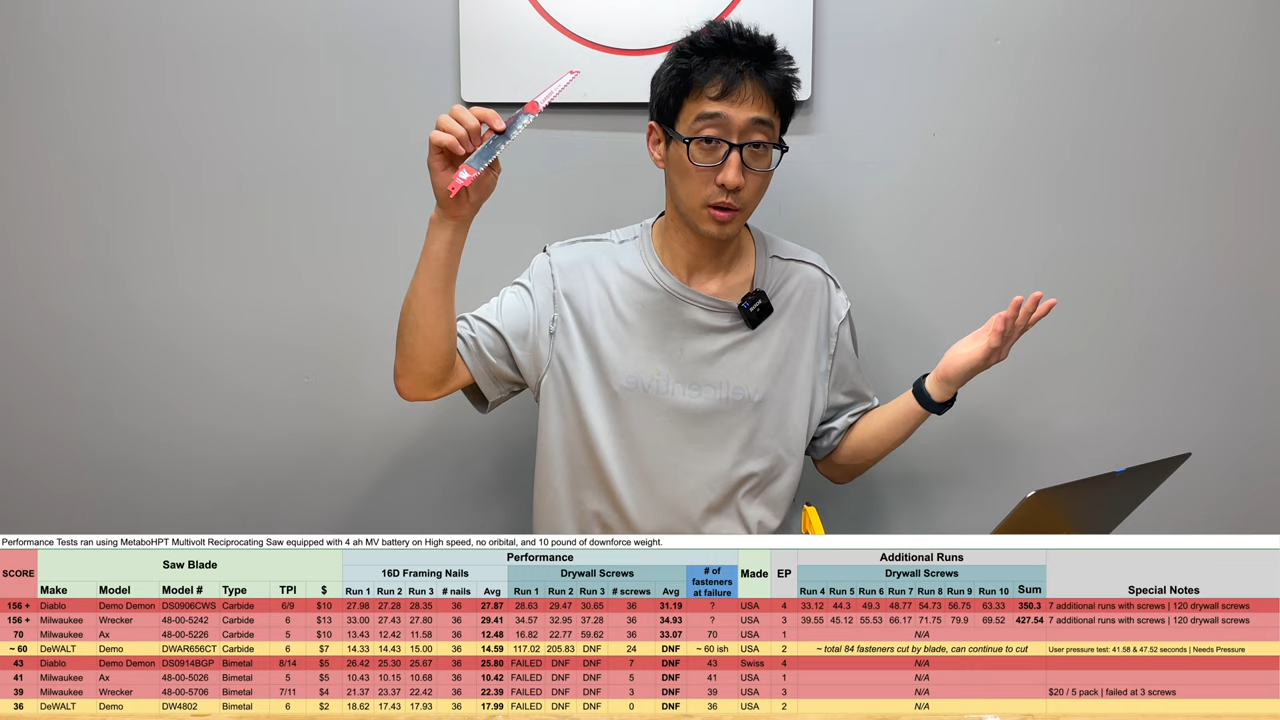 wellcentive
RODE
Performance Tests ran using MetaboHPT Multivolt Reciprocating Saw equipped with 4 ah MV battery on High speed, no oribital, and 10 pound of downforce weight.
SCORE Saw Blade Performance # of fasteners at failure Made EP Additional Runs Special Notes
16D Framing Nails Drywall Screws Drywall Screws
Make Model Model # Type TPI $ Run 1 Run 2 Run 3 # nails Avg Run 1 Run 2 Run 3 # screws Avg Run 4 Run 5 Run 6 Run 7 Run 8 Run 9 Run 10 Sum
156 + Diablo Demo Demon DS0906CWS Carbide 6/9 $10 27.98 27.28 28.35 36 27.87 28.63 29.47 30.65 36 31.19 ? USA 4 33.12 44.3 49.3 48.77 54.73 56.75 63.33 350.3 7 additional runs with screws | 120 drywall screws
156 + Milwaukee Wrecker 48-00-5242 Carbide 6 $13 33.00 27.43 27.80 36 29.41 34.57 32.95 37.28 36 34.93 ? USA 3 39.55 45.12 55.53 66.17 71.75 79.9 69.52 427.54 7 additional runs with screws | 120 drywall screws
70 Milwaukee Ax 48-00-5226 Carbide 5 $10 13.43 12.42 11.58 36 12.48 16.82 22.77 59.62 36 33.07 70 USA 1 N/A
~ 60 DeWALT Demo DWAR656CT Carbide 6 $7 14.33 14.43 15.00 36 14.59 117.02 205.83 DNF 24 DNF ~ 60 ish USA 2 ~ total 84 fasteners cut by blade, can continue to cut User pressure test: 41.58 & 47.52 seconds | Needs Pressure
43 Diablo Demo Demon DS0914BGP Bimetal 8/14 $5 26.42 25.30 25.67 36 25.80 FAILED DNF DNF 7 DNF 43 Swiss 4 N/A
41 Milwaukee Ax 48-00-5026 Bimetal 5 $5 10.43 10.15 10.68 36 10.42 FAILED DNF DNF 5 DNF 41 USA 1 N/A
39 Milwaukee Wrecker 48-00-5706 Bimetal 7/11 $4 21.37 23.37 22.42 36 22.39 FAILED DNF DNF 3 DNF 39 USA 3 N/A $20 / 5 pack | failed at 3 screws
36 DeWALT Demo DW4802 Bimetal 6 $2 18.62 17.43 17.93 36 17.99 FAILED DNF DNF 0 DNF 36 USA 2 N/A